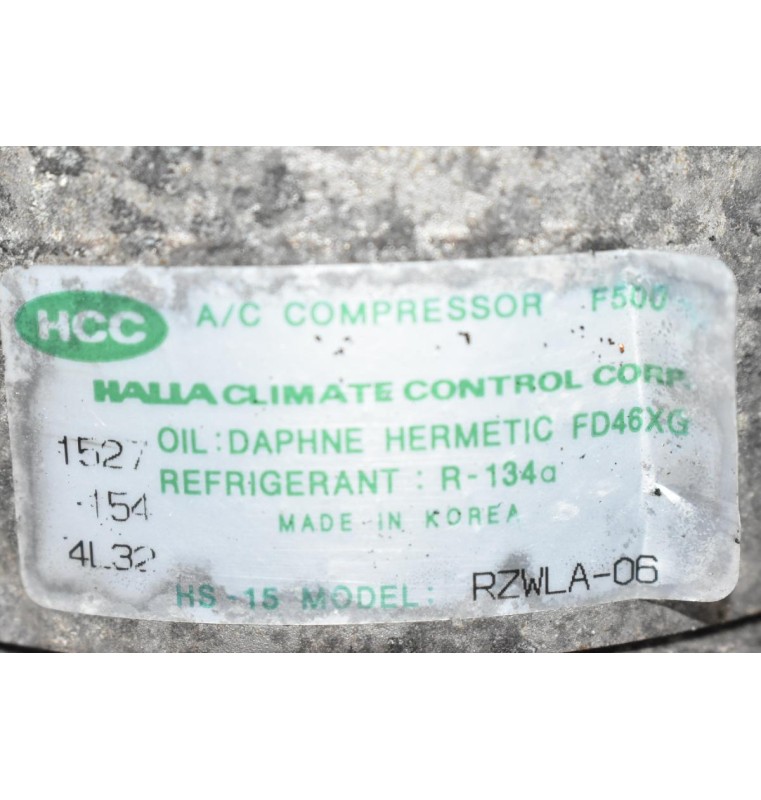 HCC
A/C COMPRESSOR F500
HALLA CLIMATE CONTROL CORP.
OIL: DAPHNE HERMETIC FD46XG
REFRIGERANT: R-134a
MADE IN KOREA
1527
154
4L32
HS-15 MODEL: RZWLA-06